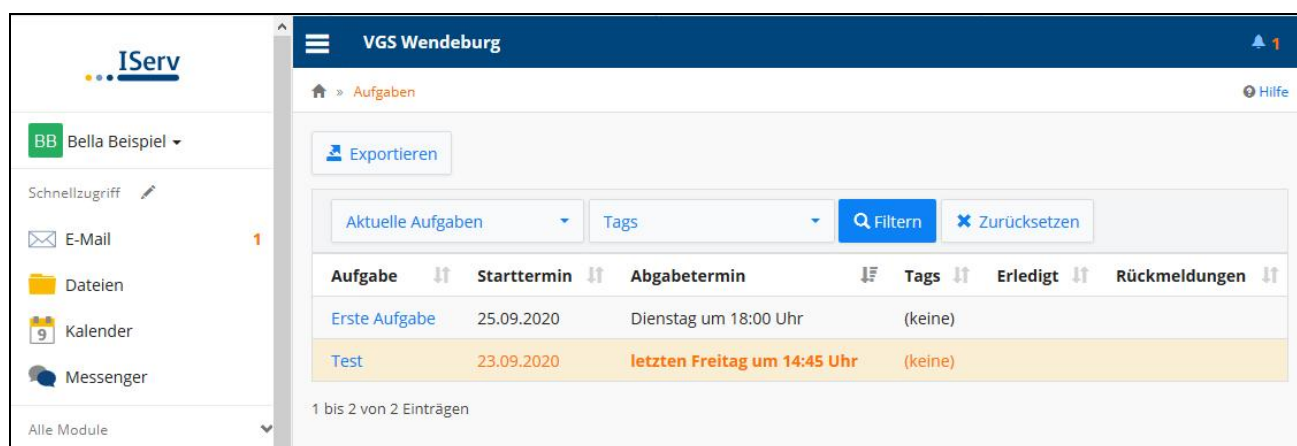 IServ
BB Bella Beispiel
Schnellzugriff
E-Mail 1
Dateien
9 Kalender
Messenger
Alle Module
VGS Wendeburg 1
» Aufgaben Hilfe
Exportieren
Aktuelle Aufgaben Tags Filtern Zurücksetzen
Aufgabe Starttermin Abgabetermin Tags Erledigt Rückmeldungen
Erste Aufgabe 25.09.2020 Dienstag um 18:00 Uhr (keine)
Test 23.09.2020 letzten Freitag um 14:45 Uhr (keine)
1 bis 2 von 2 Einträgen